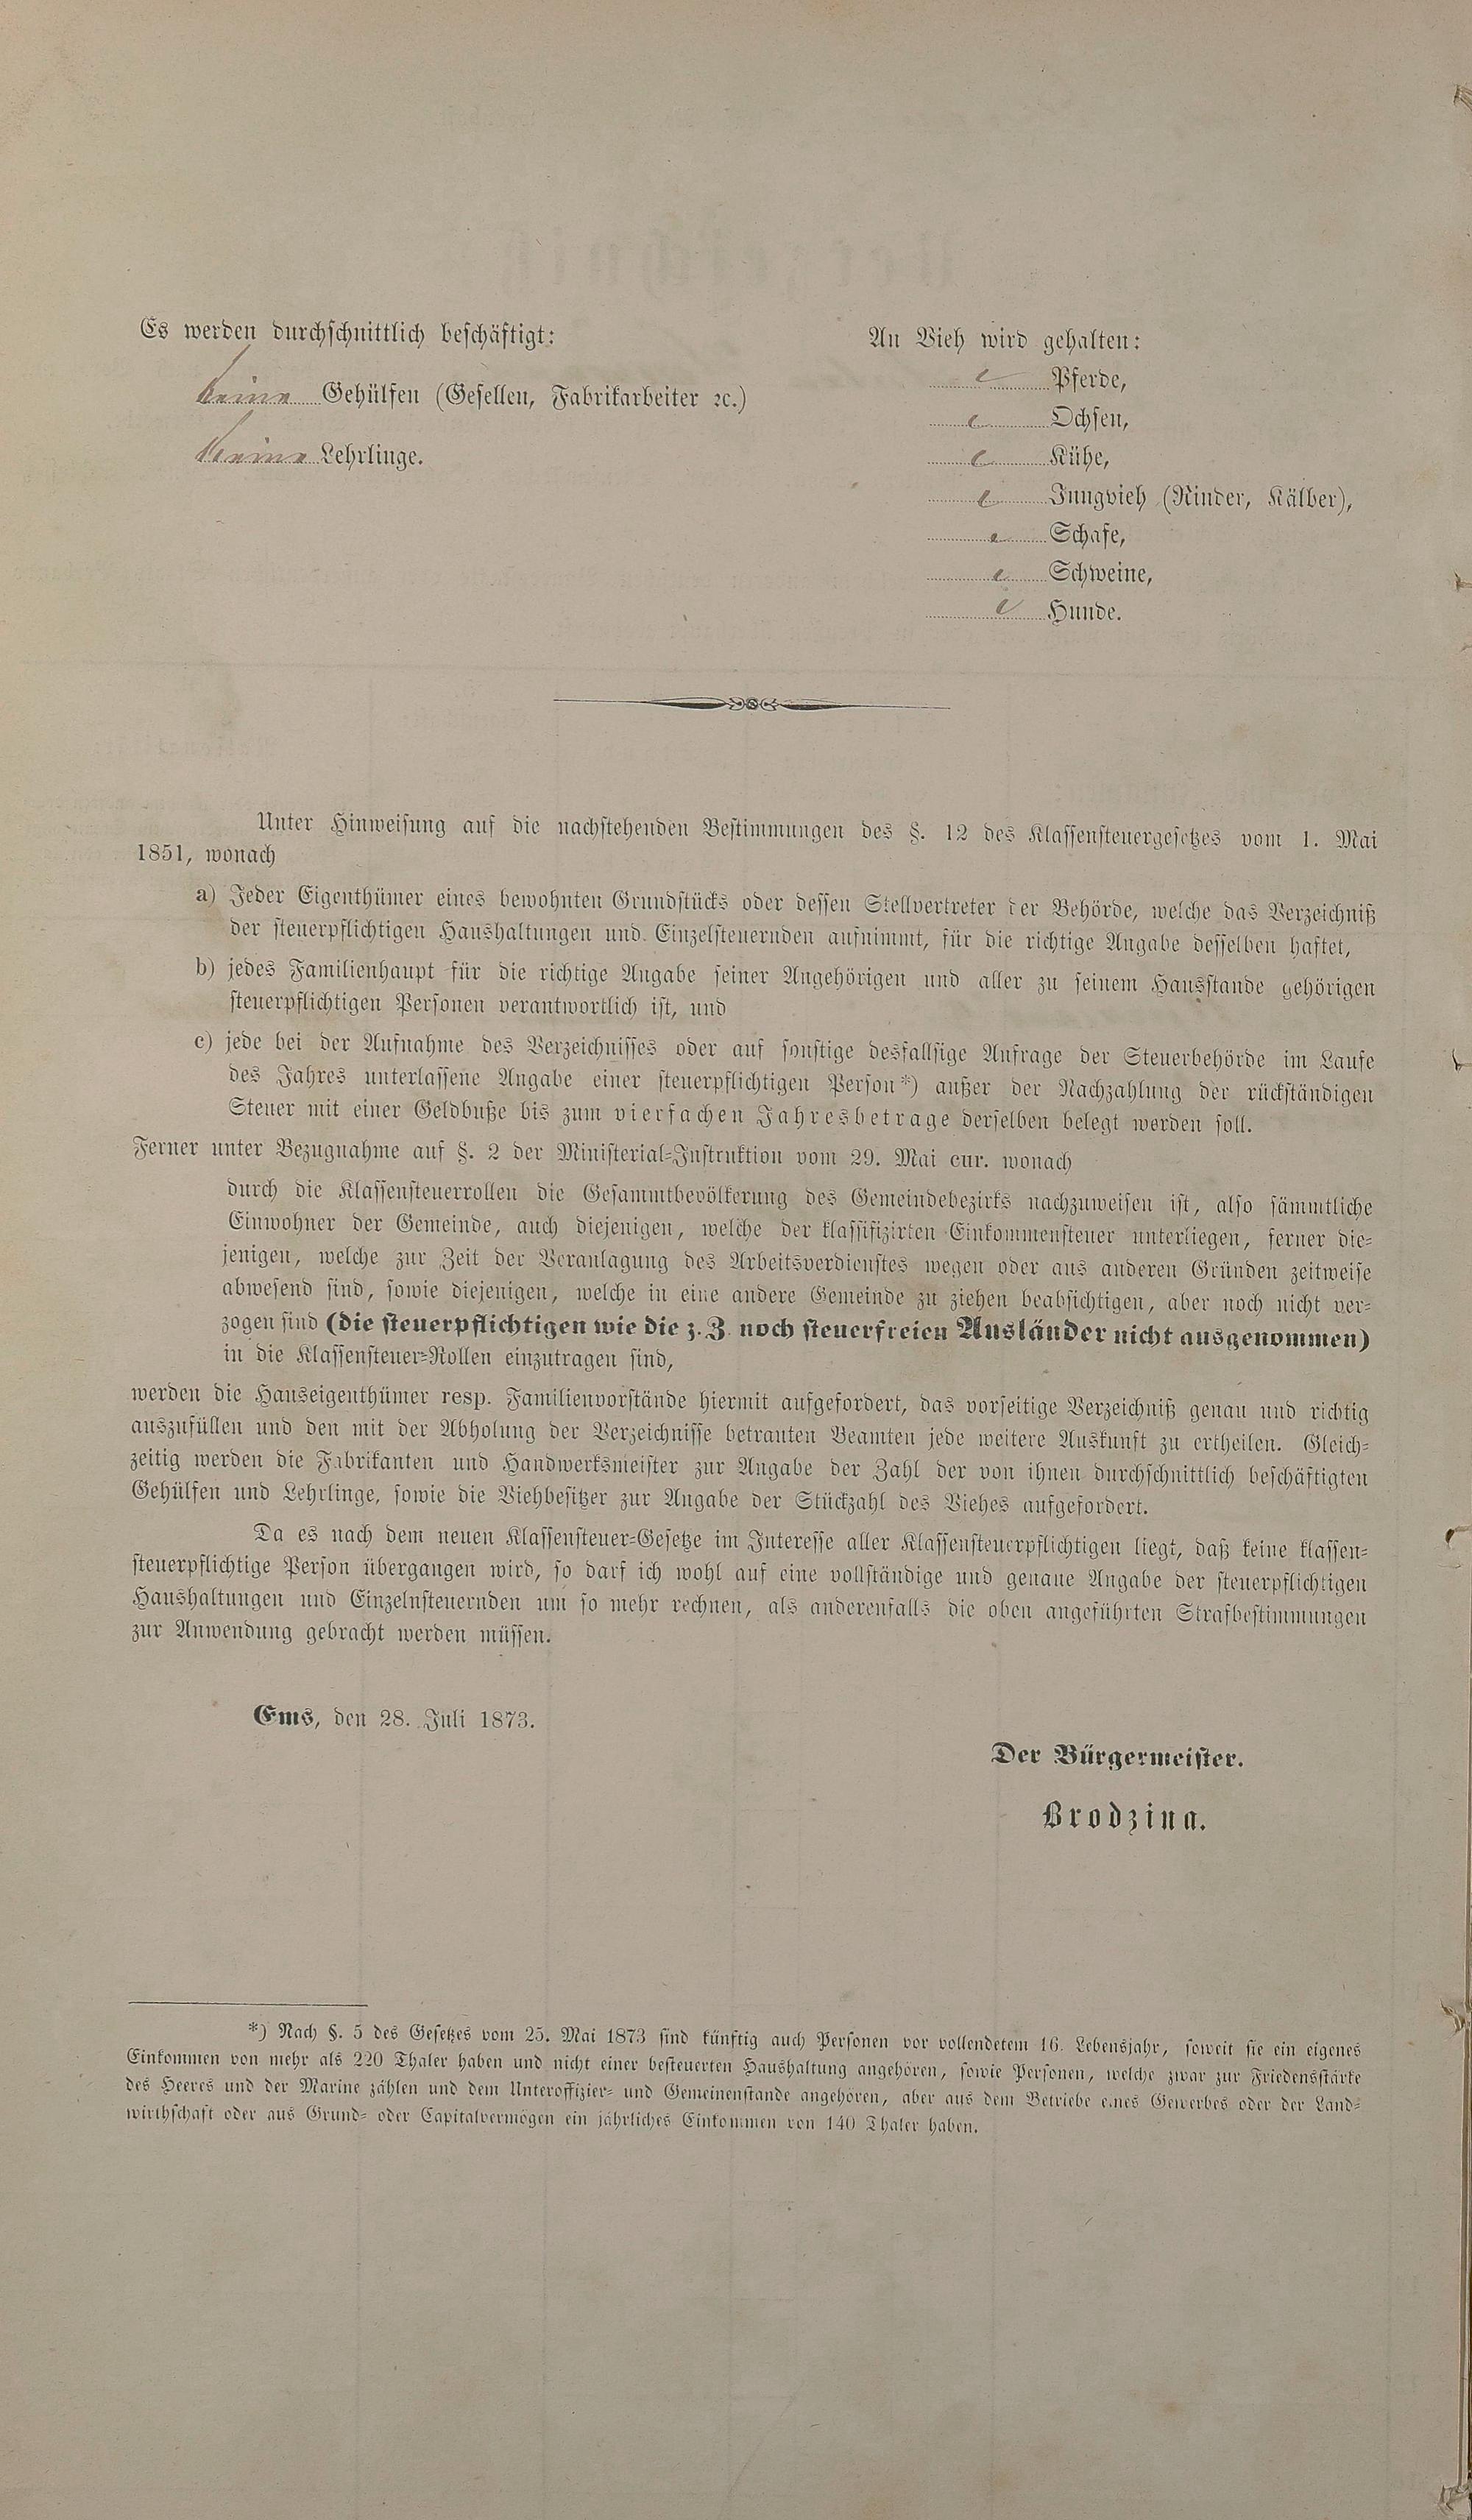 Es werden durchschnittlich beschäftigt:
keine Gehülfen (Gesellen, Fabrikarbeiter ꝛc.)
Keine Lehrlinge.
An Vieh wird gehalten:
Pferde,
Ochsen,
Kühe,
Jungvieh (Rinder, Kälber),
Schafe,
Schweine,
Hunde.
Unter Hinweisung auf die nachstehenden Bestimmungen des §. 12 des Klassensteuergesetzes vom 1. Mai
1851, wonach
a) Jeder Eigenthümer eines bewohnten Grundstücks oder dessen Stellvertreter der Behörde, welche das Verzeichniß
der steuerpflichtigen Haushaltungen und Einzelsteuernden aufnimmt, für die richtige Angabe desselben haftet,
b) jedes Familienhaupt für die richtige Angabe seiner Angehörigen und aller zu seinem Hausstande gehörigen
steuerpflichtigen Personen verantwortlich ist, und
c) jede bei der Aufnahme des Verzeichnisses oder auf sonstige desfallsige Anfrage der Steuerbehörde im Laufe
des Jahres unterlassene Angabe einer steuerpflichtigen Person*) außer der Nachzahlung der rückständigen
Steuer mit einer Geldbuße bis zum vierfachen Jahresbetrage derselben belegt werden soll.
Ferner unter Bezugnahme auf §. 2 der Ministerial-Instruktion vom 29. Mai cur. wonach
durch die Klassensteuerrollen die Gesammtbevölkerung des Gemeindebezirks nachzuweisen ist, also sämmtliche
Einwohner der Gemeinde, auch diejenigen, welche der klassifizirten Einkommensteuer unterliegen, ferner die-
jenigen, welche zur Zeit der Veranlagung des Arbeitsverdienstes wegen oder aus anderen Gründen zeitweise
abwesend sind, sowie diejenigen, welche in eine andere Gemeinde zu ziehen beabsichtigen, aber noch nicht ver-
zogen sind (die steuerpflichtigen wie die z. Z. noch steuerfreien Ausländer nicht ausgenommen)
in die Klassensteuer-Rollen einzutragen sind,
werden die Hauseigenthümer resp. Familienvorstände hiermit aufgefordert, das vorseitige Verzeichniß genau und richtig
auszufüllen und den mit der Abholung der Verzeichnisse betrauten Beamten jede weitere Auskunft zu ertheilen. Gleich-
zeitig werden die Fabrikanten und Handwerksmeister zur Angabe der Zahl der von ihnen durchschnittlich beschäftigten
Gehülfen und Lehrlinge, sowie die Viehbesitzer zur Angabe der Stückzahl des Viehes aufgefordert.
Da es nach dem neuen Klassensteuer-Gesetze im Interesse aller Klassensteuerpflichtigen liegt, daß keine klassen-
steuerpflichtige Person übergangen wird, so darf ich wohl auf eine vollständige und genaue Angabe der steuerpflichtigen
Haushaltungen und Einzelnsteuernden um so mehr rechnen, als anderenfalls die oben angeführten Strafbestimmungen
zur Anwendung gebracht werden müssen.
Ems, den 28. Juli 1873.
Der Bürgermeister.
Brodzina.
*) Nach §. 5 des Gesetzes vom 25. Mai 1873 sind künftig auch Personen vor vollendetem 16. Lebensjahr, soweit sie ein eigenes
Einkommen von mehr als 220 Thaler haben und nicht einer besteuerten Haushaltung angehören, sowie Personen, welche zwar zur Friedensstärke
des Heeres und der Marine zählen und dem Unteroffizier- und Gemeinenstande angehören, aber aus dem Betriebe eines Gewerbes oder der Land-
wirthschaft oder aus Grund- oder Capitalvermögen ein jährliches Einkommen von 140 Thaler haben.